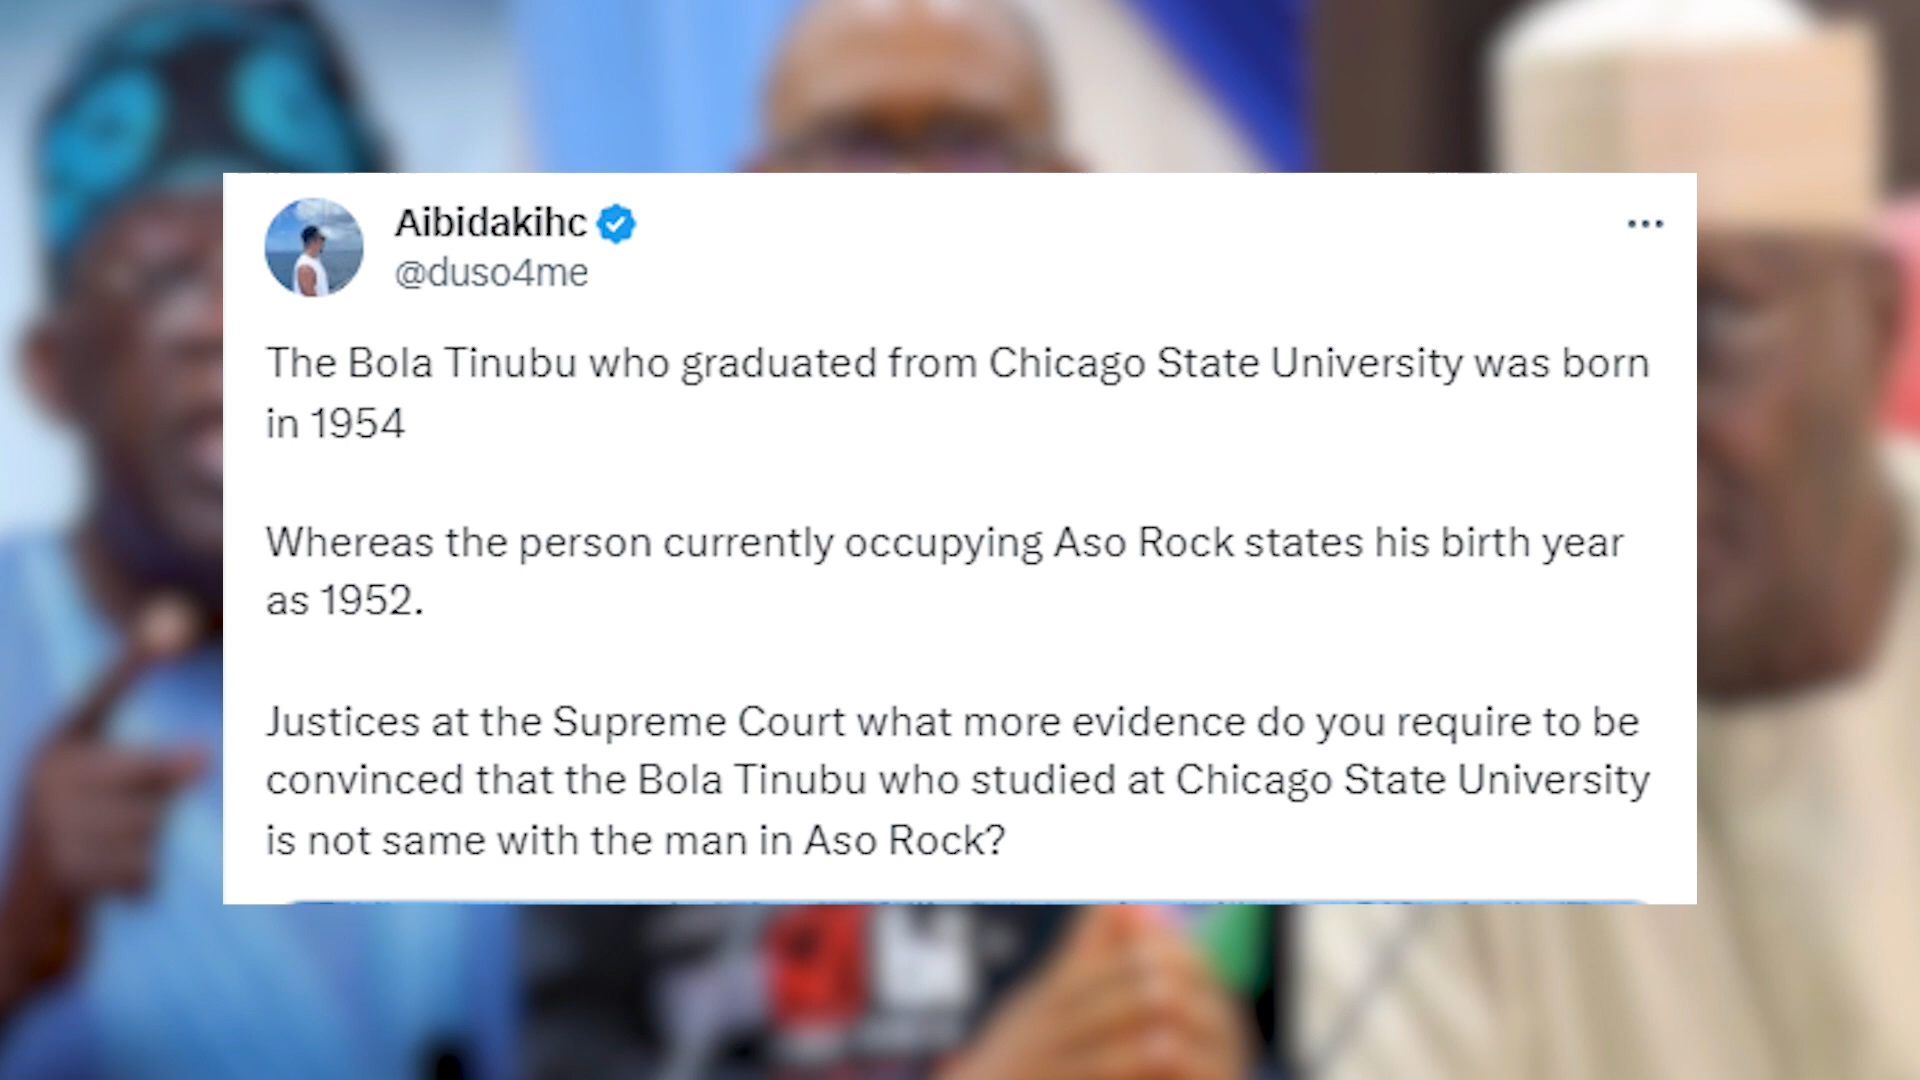 Aibidakihc
@duso4me
The Bola Tinubu who graduated from Chicago State University was born
in 1954
Whereas the person currently occupying Aso Rock states his birth year
as 1952.
Justices at the Supreme Court what more evidence do you require to be
convinced that the Bola Tinubu who studied at Chicago State University
is not same with the man in Aso Rock?